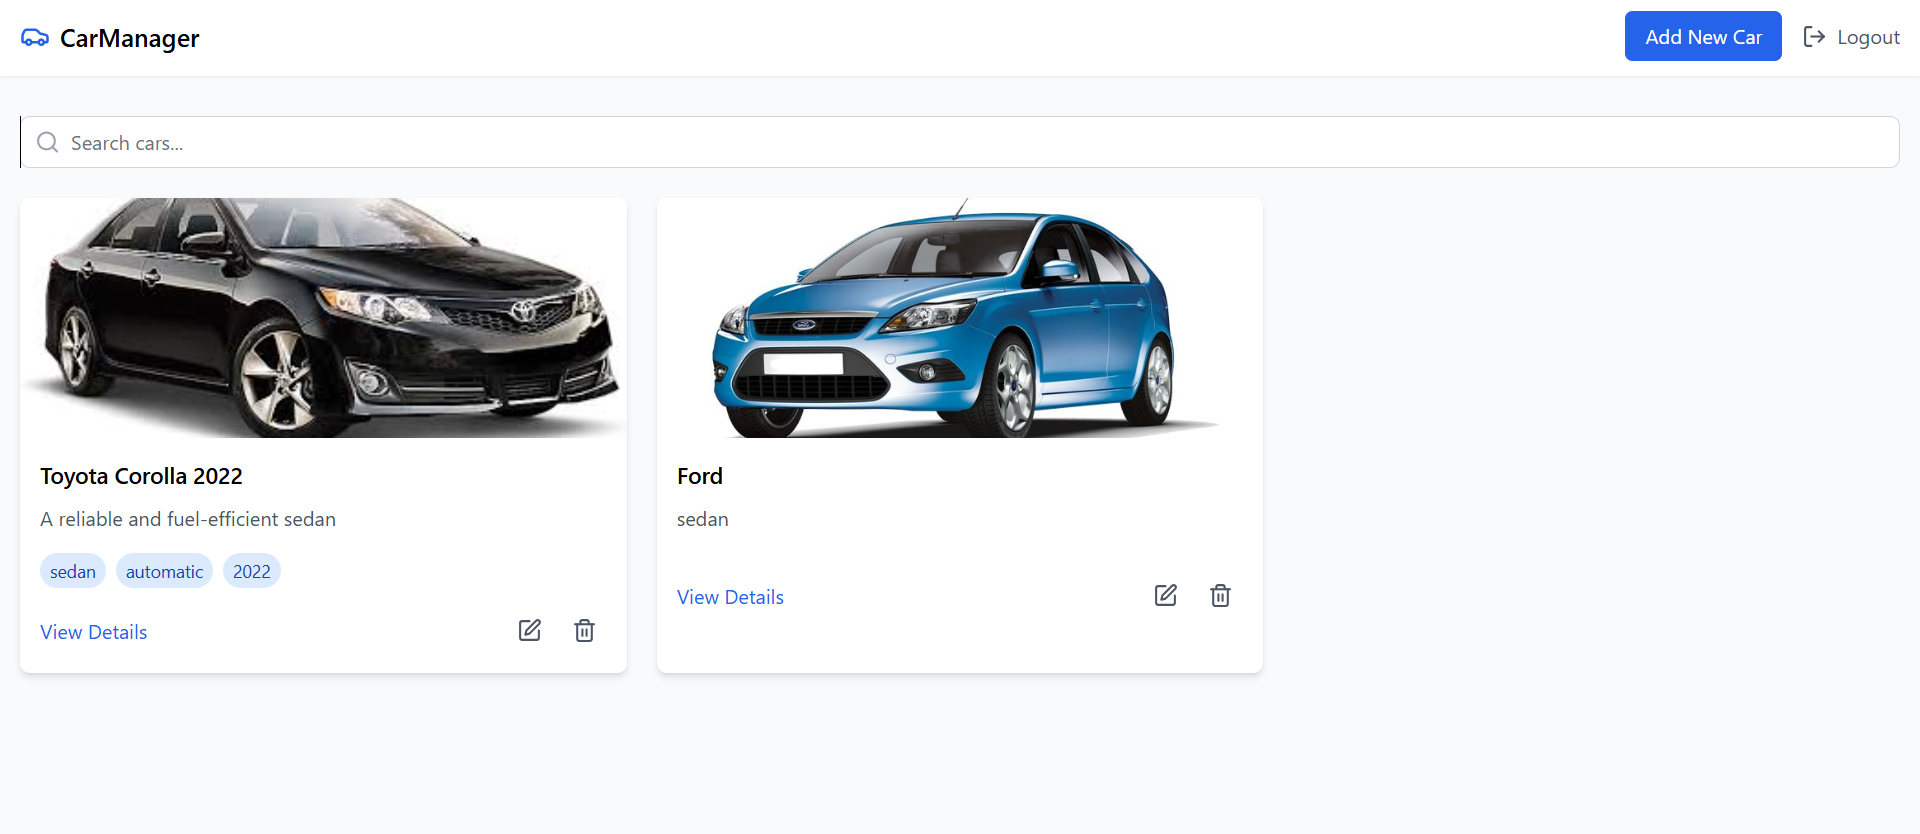 CarManager
Add New Car
Logout
Search cars...
Toyota Corolla 2022
A reliable and fuel-efficient sedan
sedan automatic 2022
View Details
Ford
sedan
View Details